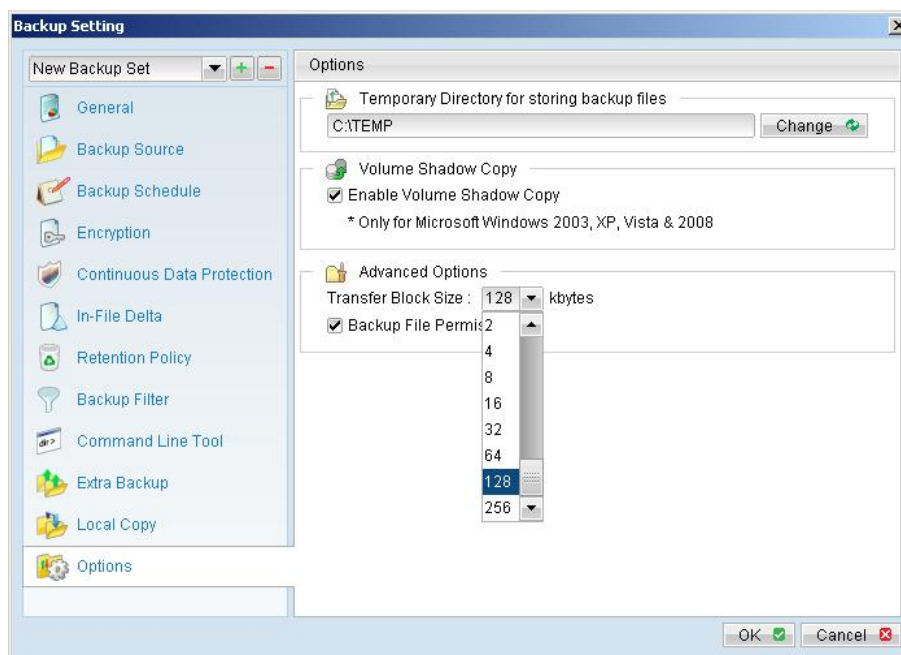 Backup Setting
New Backup Set
General
Backup Source
Backup Schedule
Encryption
Continuous Data Protection
In-File Delta
Retention Policy
Backup Filter
Command Line Tool
Extra Backup
Local Copy
Options
Options
Temporary Directory for storing backup files
C:\TEMP
Change
Volume Shadow Copy
Enable Volume Shadow Copy
* Only for Microsoft Windows 2003, XP, Vista & 2008
Advanced Options
Transfer Block Size : 128 kbytes
Backup File Permis
2
4
8
16
32
64
128
256
OK
Cancel